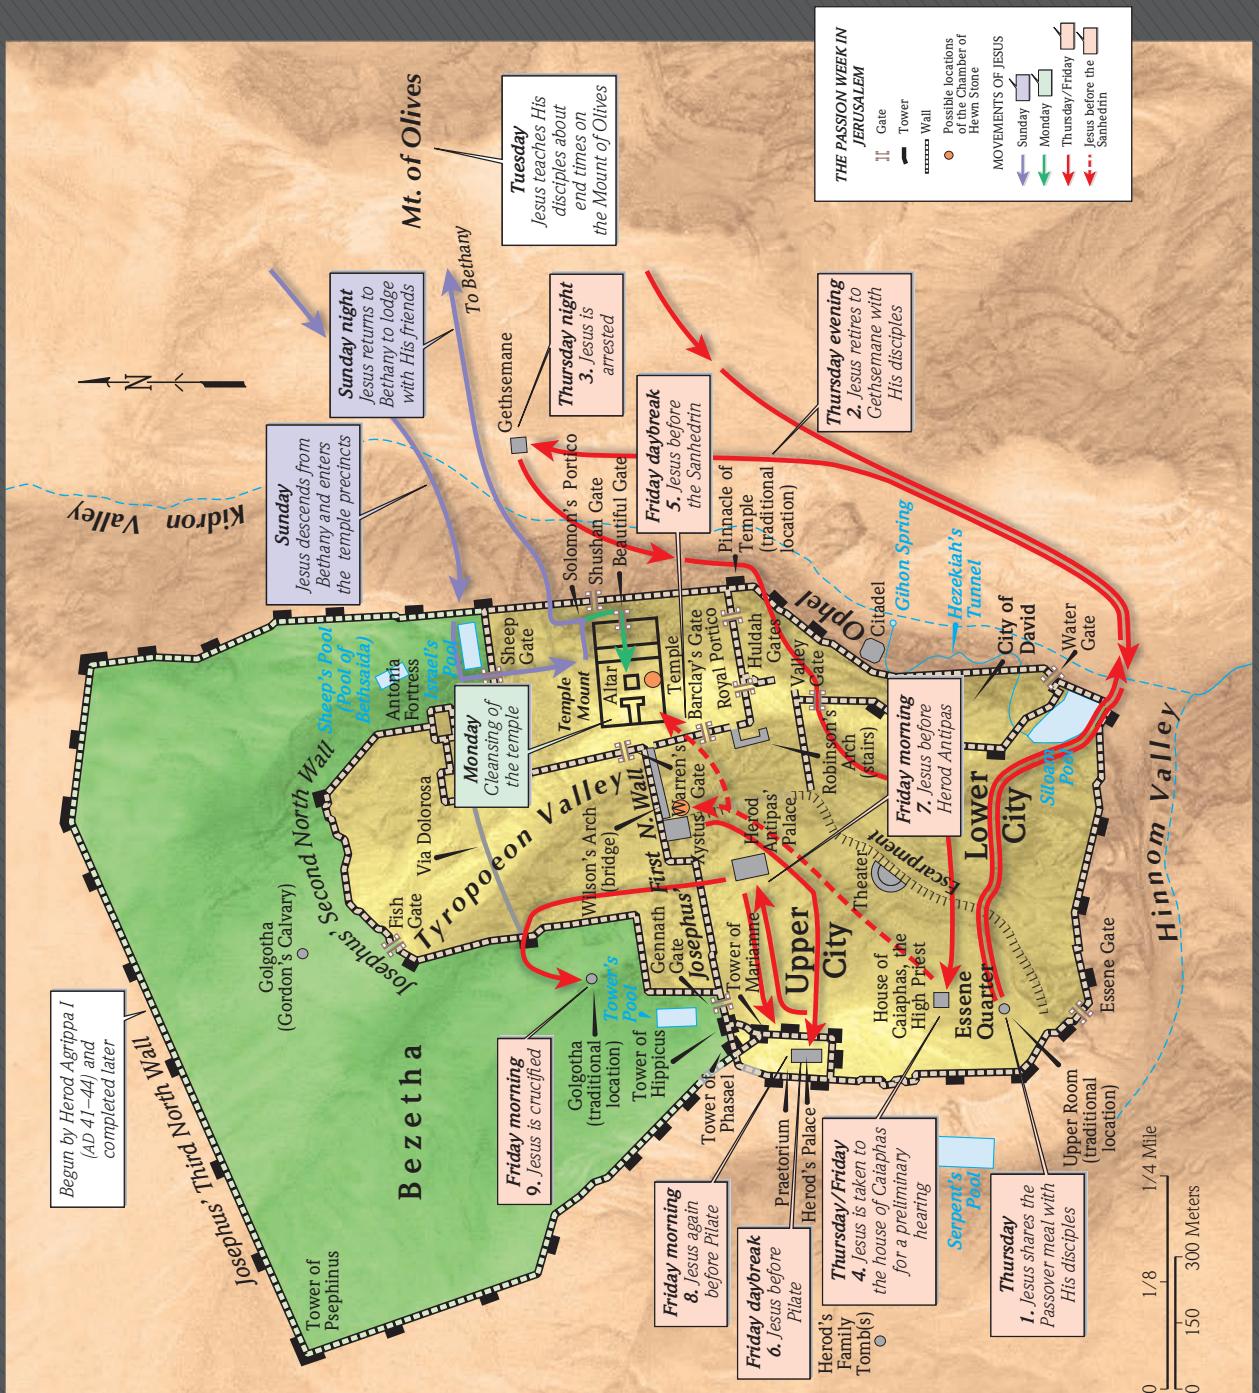 THE PASSION WEEK IN
JERUSALEM
Gate
Tower
Wall
Possible locations
of the Chamber of
Hewn Stone
MOVEMENTS OF JESUS
Sunday
Monday
Thursday/Friday
Jesus before the
Sanhedrin
Mt. of Olives
Tuesday
Jesus teaches His
disciples about
end times on
the Mount of Olives
To Bethany
Sunday night
Jesus returns to
Bethany to lodge
with His friends
N
Sunday
Jesus descends from
Bethany and enters
the temple precincts
Kidron Valley
Gethsemane
Thursday night
3. Jesus is
arrested
Thursday evening
2. Jesus retires to
Gethsemane with
His disciples
Friday daybreak
5. Jesus before
the Sanhedrin
Solomon's Portico
Shushan Gate
Beautiful Gate
Pinnacle of
Temple
(traditional
location)
Gihon Spring
Hezekiah's
Tunnel
Ophel
Citadel
City of
David
Water
Gate
Sheep's Pool
(Pool of
Bethsaida)
Israel's
Pool
Antonia
Fortress
Sheep
Gate
Temple
Mount
Altar
Temple
Barclay's Gate
Royal Portico
Huldah
Gates
Valley
Gate
Monday
Cleansing of
the temple
Robinson's
Arch
(stairs)
Friday morning
7. Jesus before
Herod Antipas
Siloam
Pool
Lower
City
Hinnom Valley
Josephus' Second North Wall
Via Dolorosa
Tyropoeon Valley
Wilson's Arch
(bridge)
Warren's
Gate
Xystus
Josephus' First N. Wall
Herod
Antipas'
Palace
Theater
Escarpment
Fish
Gate
Golgotha
(Gordon's Calvary)
Gennath
Gate
Tower of
Mariamne
Upper
City
House of
Caiaphas, the
High Priest
Essene
Quarter
Essene Gate
Begun by Herod Agrippa I
(AD 41–44) and
completed later
Josephus' Third North Wall
Bezetha
Tower of
Psephinus
Friday morning
9. Jesus is crucified
Golgotha
(traditional
location)
Tower's
Pool
Tower of
Hippicus
Tower of
Phasael
Praetorium
Herod's Palace
Friday morning
8. Jesus again
before Pilate
Friday daybreak
6. Jesus before
Pilate
Thursday/Friday
4. Jesus is taken to
the house of Caiaphas
for a preliminary
hearing
Serpent's
Pool
Upper Room
(traditional
location)
Thursday
1. Jesus shares the
Passover meal with
His disciples
Herod's
Family
Tomb(s)
0 1/8 1/4 Mile
0 150 300 Meters